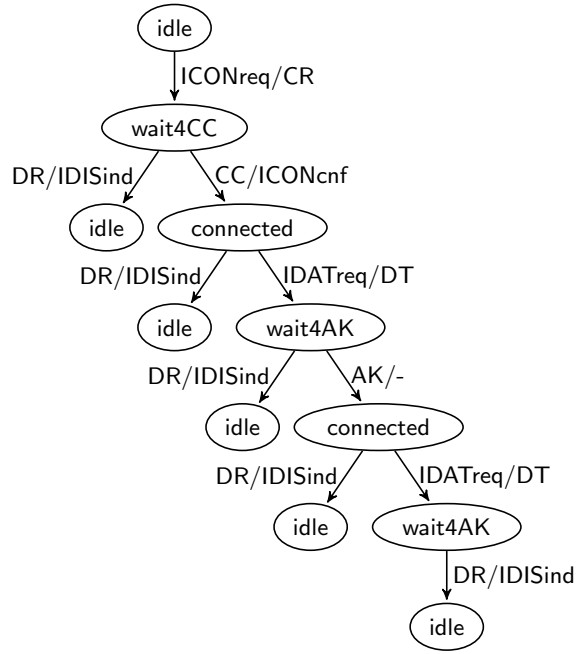 idle
ICONreq/CR
wait4CC
DR/IDISind
CC/ICONcnf
idle
connected
DR/IDISind
IDATreq/DT
idle
wait4AK
DR/IDISind
AK/-
idle
connected
DR/IDISind
IDATreq/DT
idle
wait4AK
DR/IDISind
idle